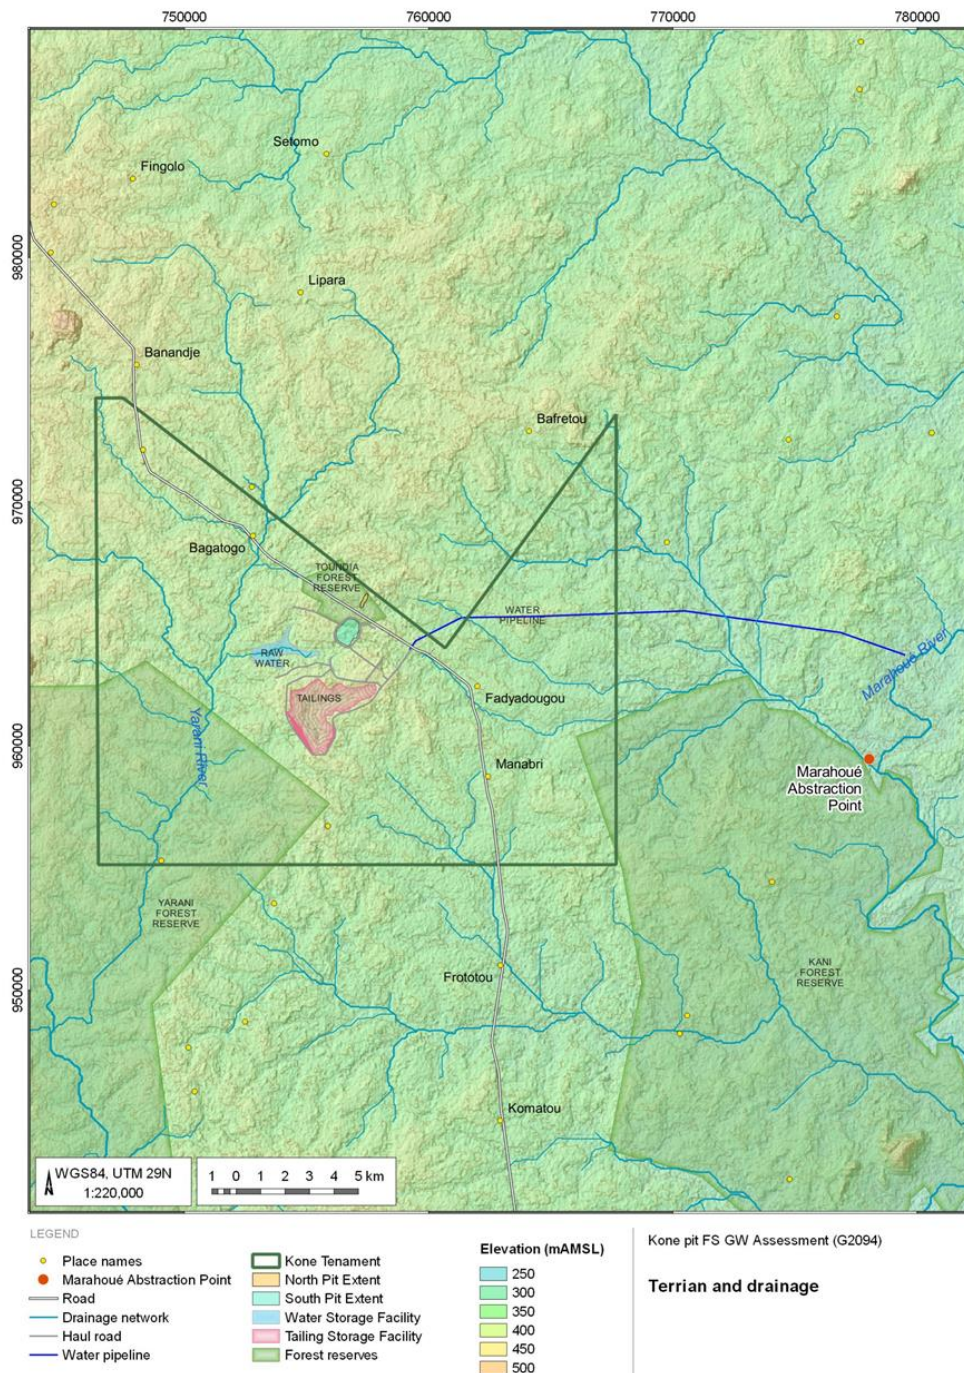 750000
760000
770000
780000
980000
970000
960000
950000
Setomo
Fingolo
Lipara
Banandje
Bafretou
Bagatogo
TOUNDIA
FOREST
RESERVE
WATER
PIPELINE
RAW
WATER
Marahoué River
TAILINGS
Fadyadougou
Yarani River
Manabri
Marahoué
Abstraction
Point
YARANI
FOREST
RESERVE
KANI
FOREST
RESERVE
Frototou
Komatou
WGS84, UTM 29N
1:220,000
1 0 1 2 3 4 5 km
LEGEND
Place names
Marahoué Abstraction Point
Road
Drainage network
Haul road
Water pipeline
Kone Tenament
North Pit Extent
South Pit Extent
Water Storage Facility
Tailing Storage Facility
Forest reserves
Elevation (mAMSL)
250
300
350
400
450
500
Kone pit FS GW Assessment (G2094)
Terrian and drainage